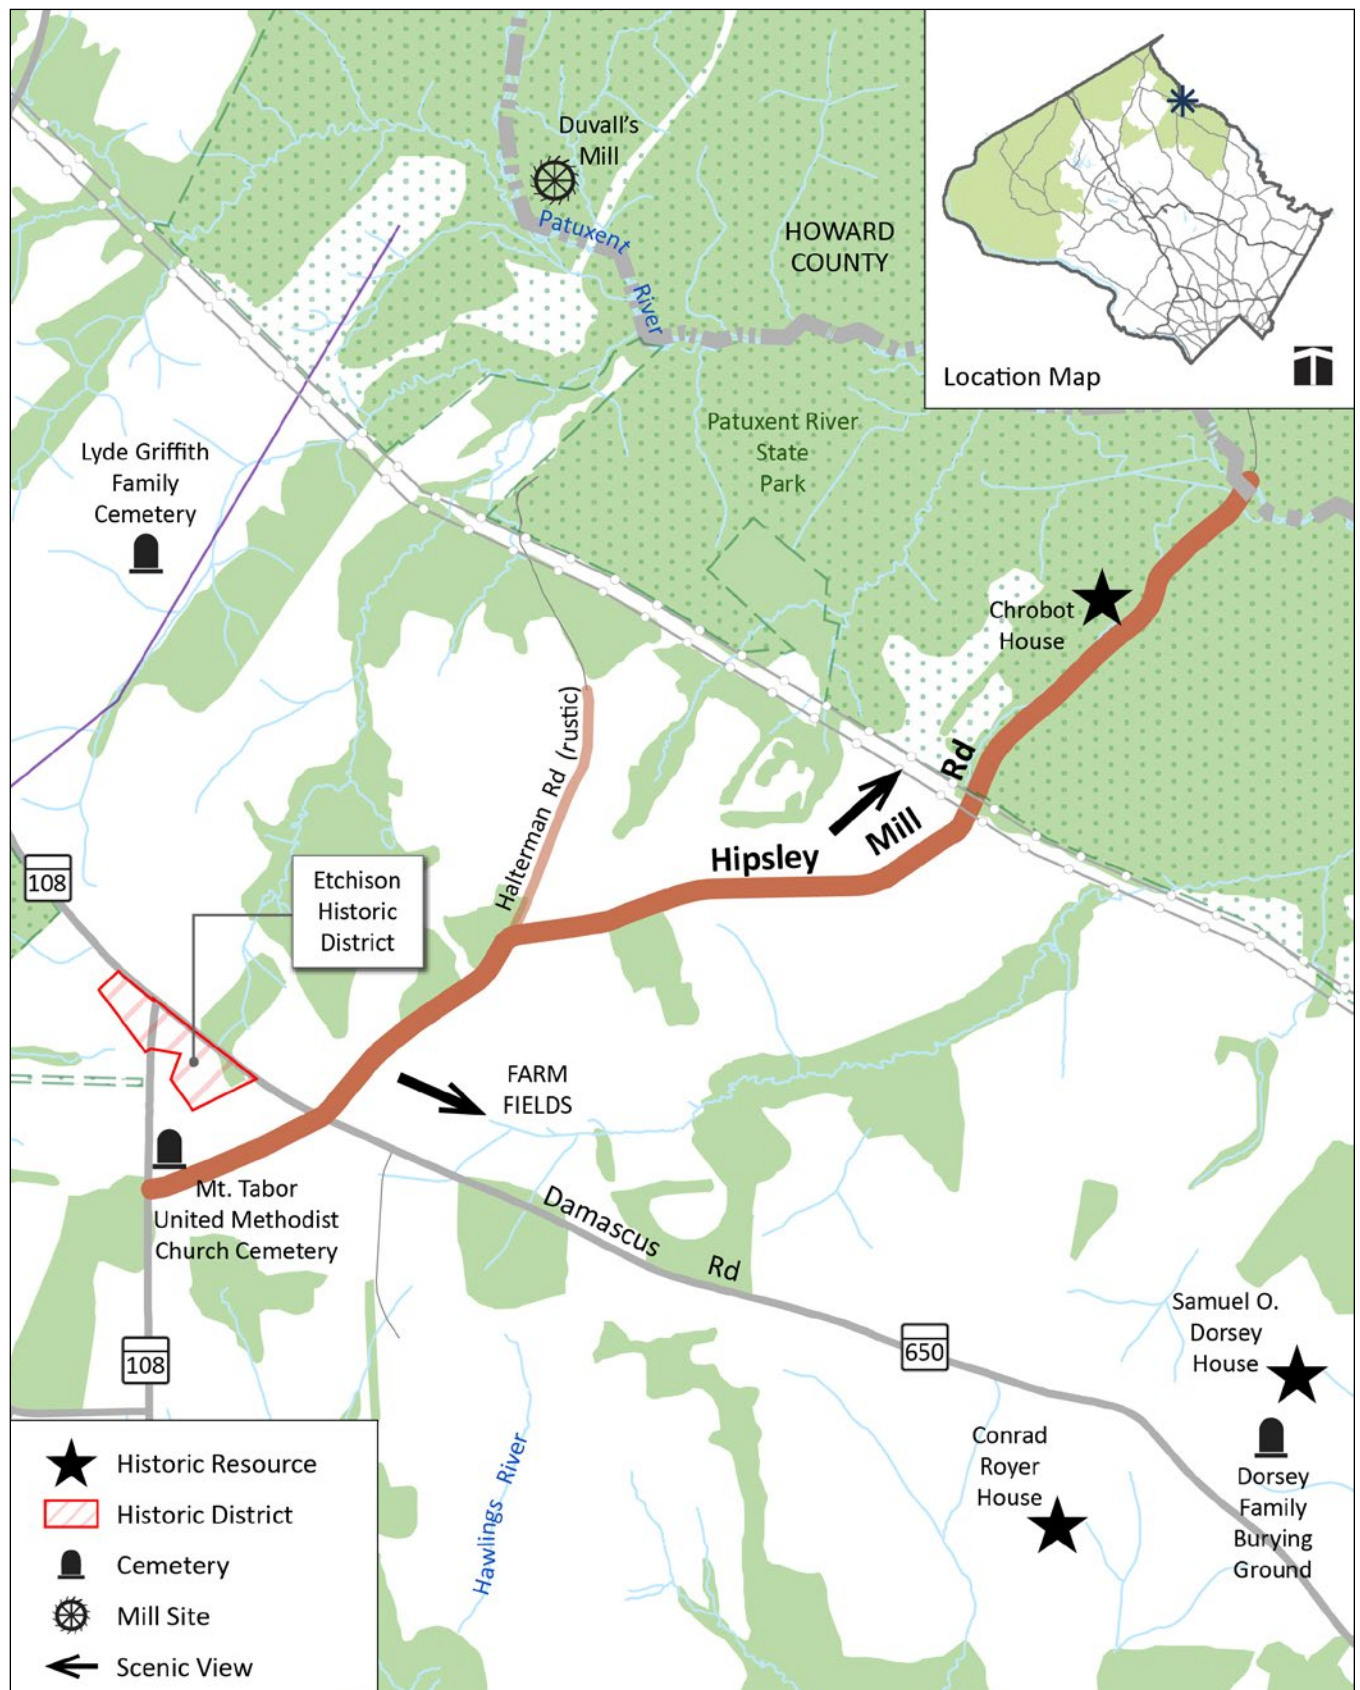 Duvall's
Mill
Patuxent
River
HOWARD
COUNTY
Location Map
Patuxent River
State
Park
Lyde Griffith
Family
Cemetery
Chrobot
House
Halterman Rd (rustic)
Hipsley Mill Rd
108
Etchison
Historic
District
FARM
FIELDS
Mt. Tabor
United Methodist
Church Cemetery
Damascus Rd
108
650
Samuel O.
Dorsey
House
Conrad
Royer
House
Dorsey
Family
Burying
Ground
Hawlings River
Historic Resource
Historic District
Cemetery
Mill Site
Scenic View